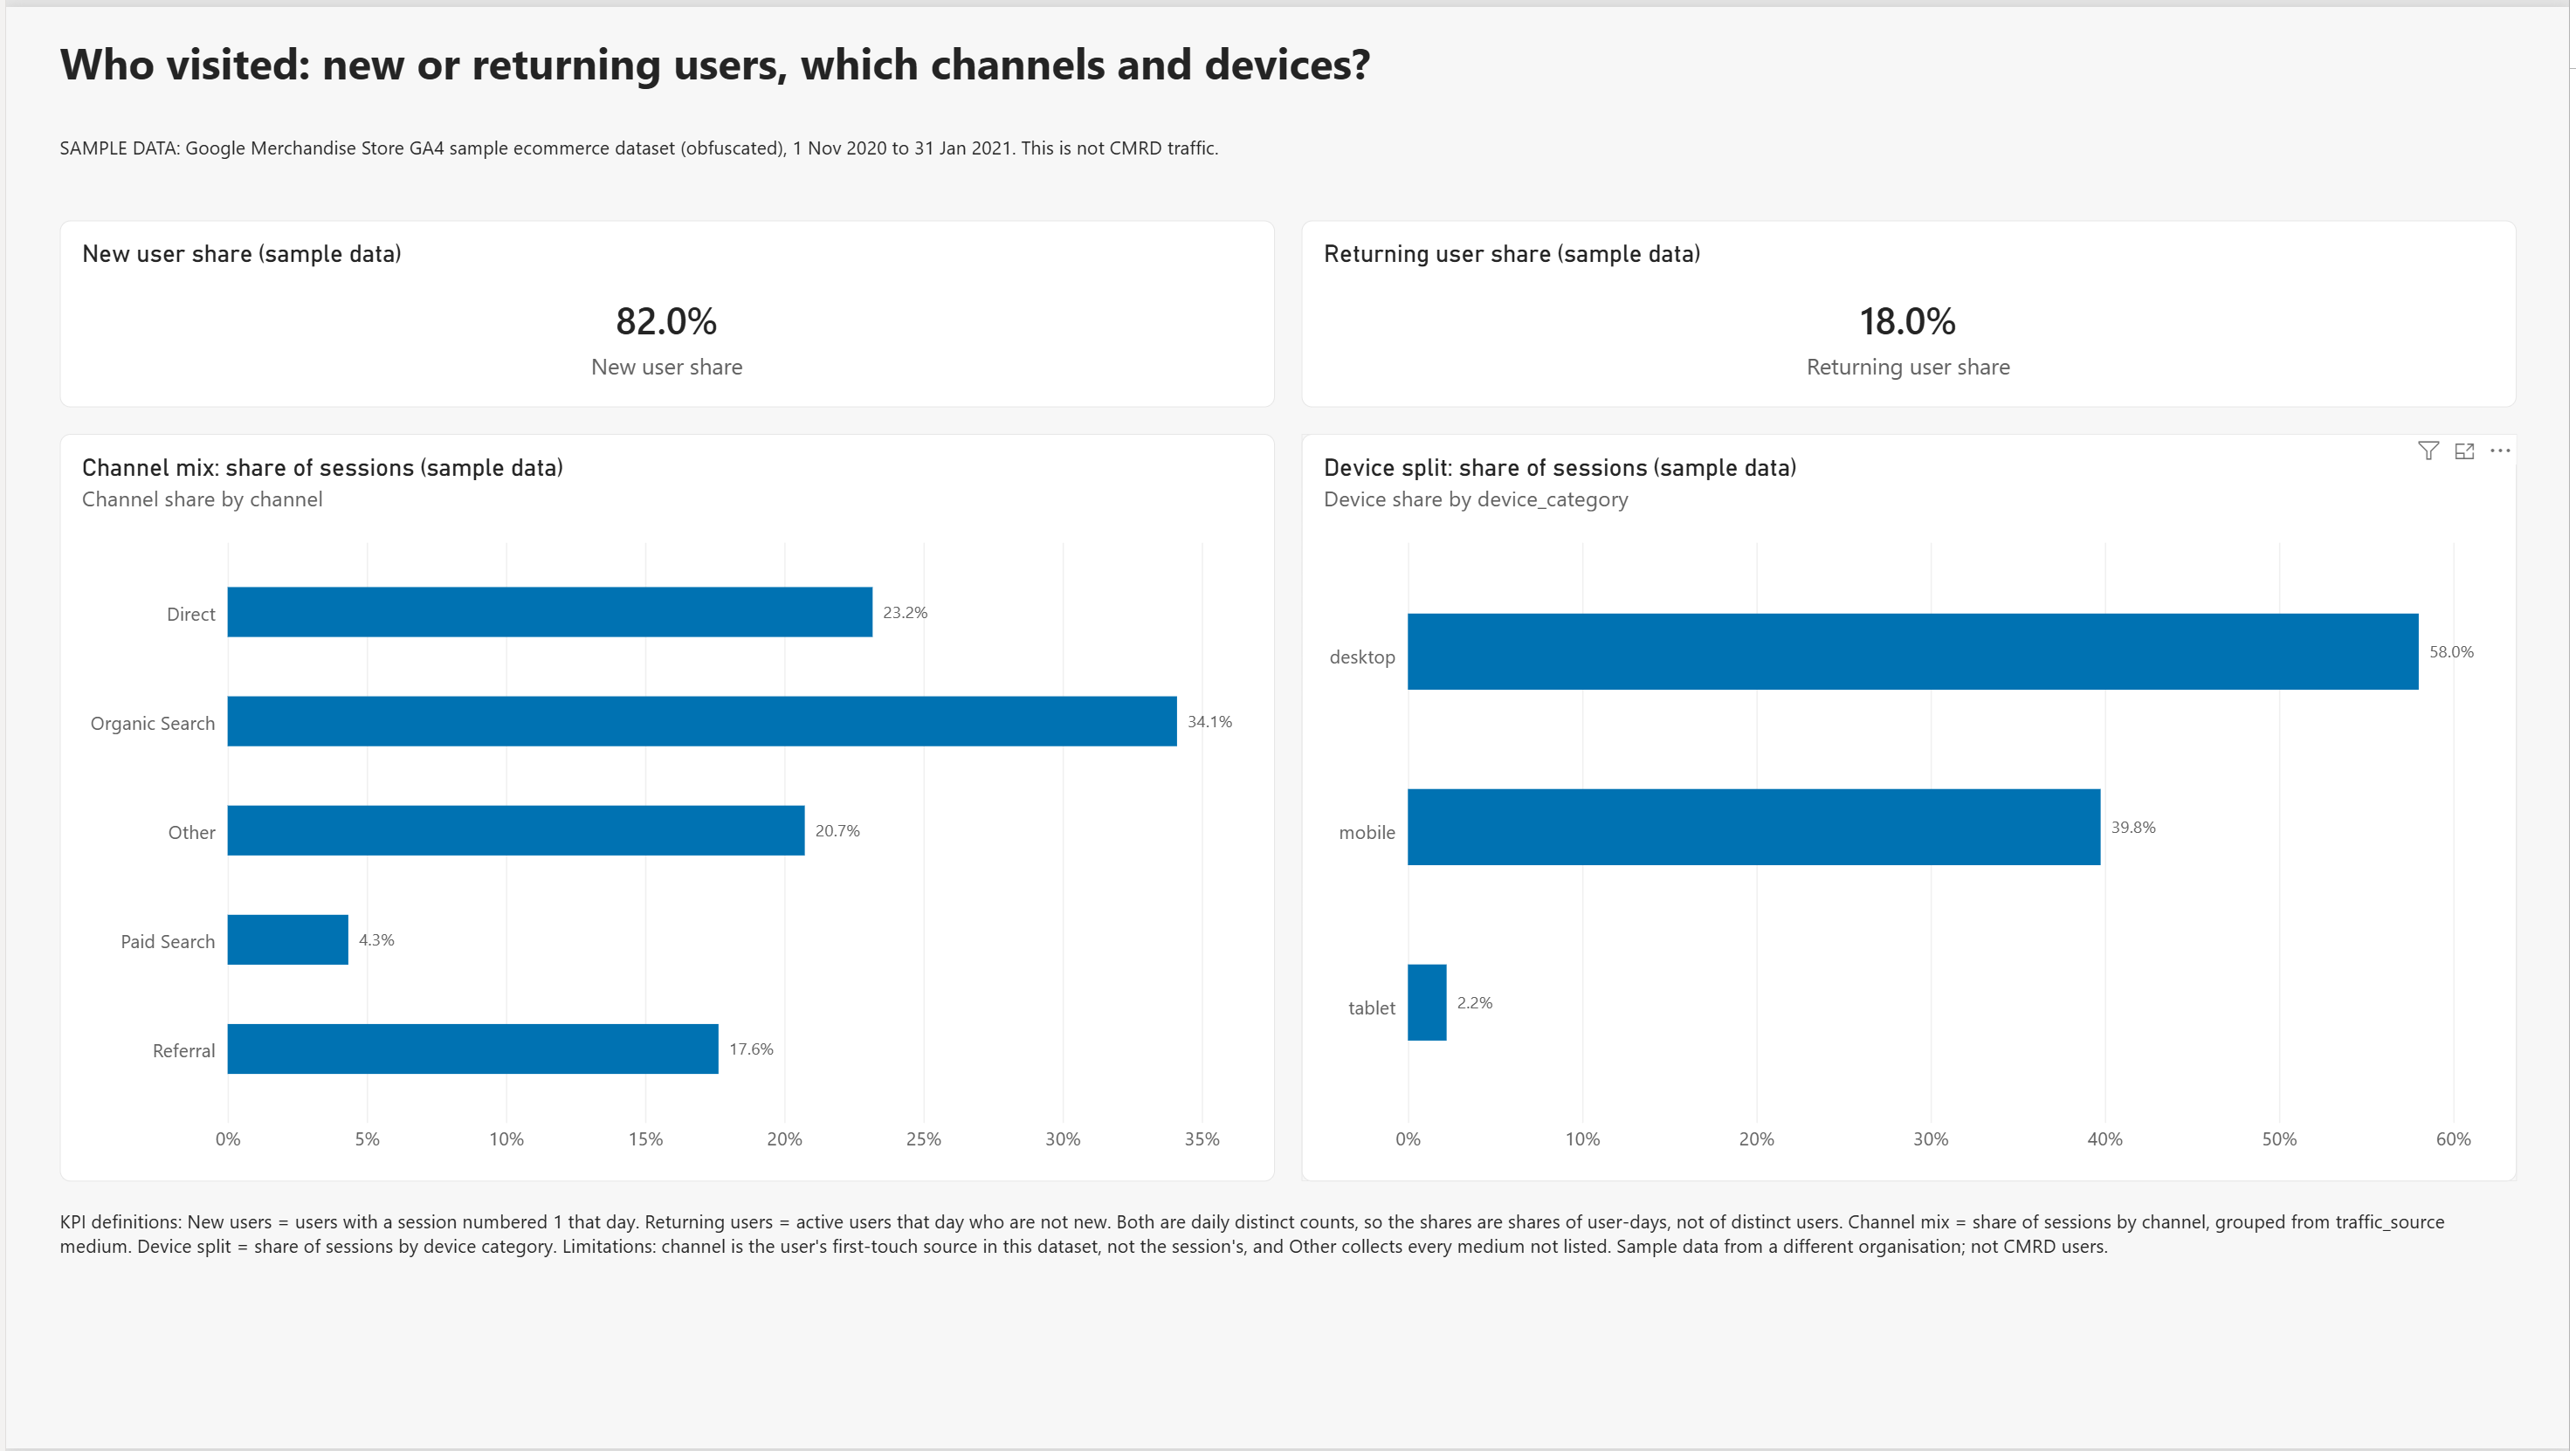 Who visited: new or returning users, which channels and devices?
SAMPLE DATA: Google Merchandise Store GA4 sample ecommerce dataset (obfuscated), 1 Nov 2020 to 31 Jan 2021. This is not CMRD traffic.
New user share (sample data)
82.0%
New user share
Returning user share (sample data)
18.0%
Returning user share
Channel mix: share of sessions (sample data)
Channel share by channel
Direct
23.2%
Organic Search
34.1%
Other
20.7%
Paid Search
4.3%
Referral
17.6%
0% 5% 10% 15% 20% 25% 30% 35%
Device split: share of sessions (sample data)
Device share by device_category
desktop
58.0%
mobile
39.8%
tablet
2.2%
0% 10% 20% 30% 40% 50% 60%
KPI definitions: New users = users with a session numbered 1 that day. Returning users = active users that day who are not new. Both are daily distinct counts, so the shares are shares of user-days, not of distinct users. Channel mix = share of sessions by channel, grouped from traffic_source
medium. Device split = share of sessions by device category. Limitations: channel is the user's first-touch source in this dataset, not the session's, and Other collects every medium not listed. Sample data from a different organisation; not CMRD users.